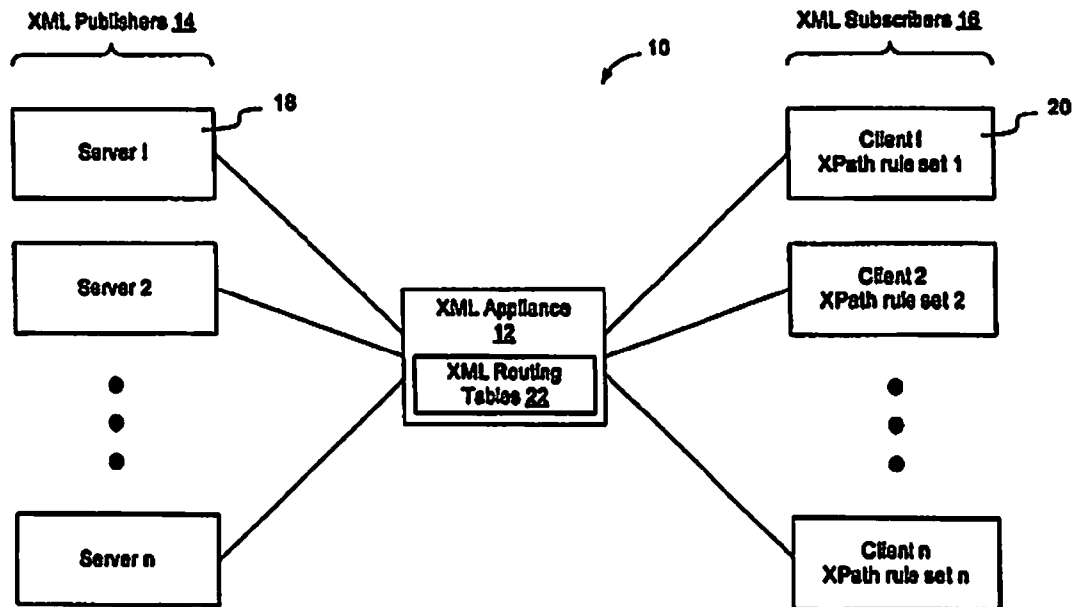 XML Publishers 14
XML Subscribers 16
10
18
20
Server 1
Client 1
XPath rule set 1
Server 2
Client 2
XPath rule set 2
XML Appliance
12
XML Routing
Tables 22
Server n
Client n
XPath rule set n